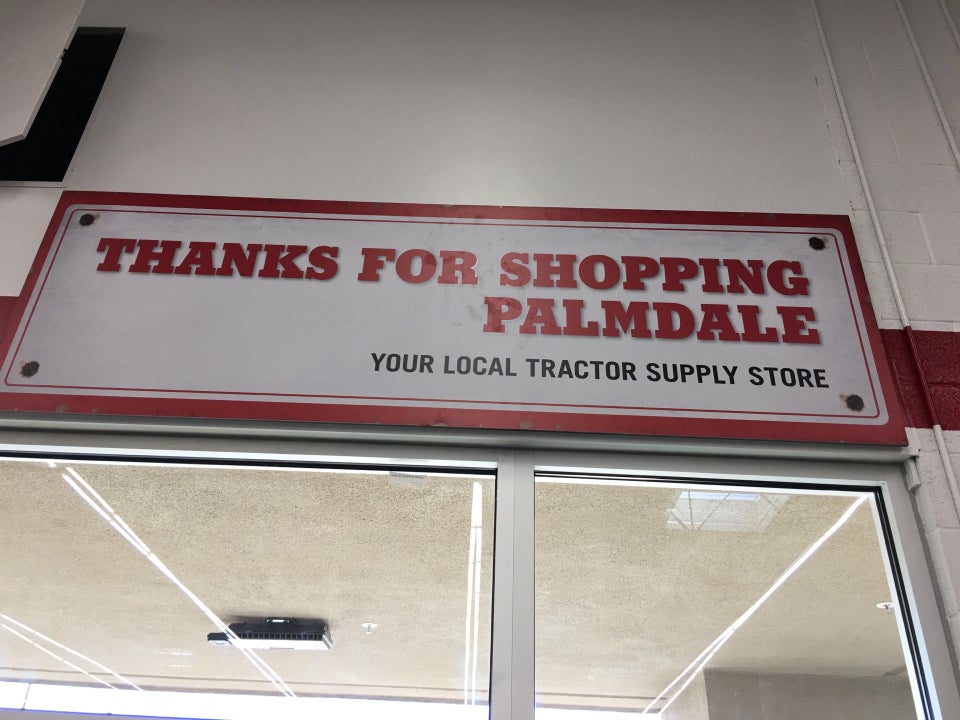 THANKS FOR SHOPPING
PALMDALE
YOUR LOCAL TRACTOR SUPPLY STORE